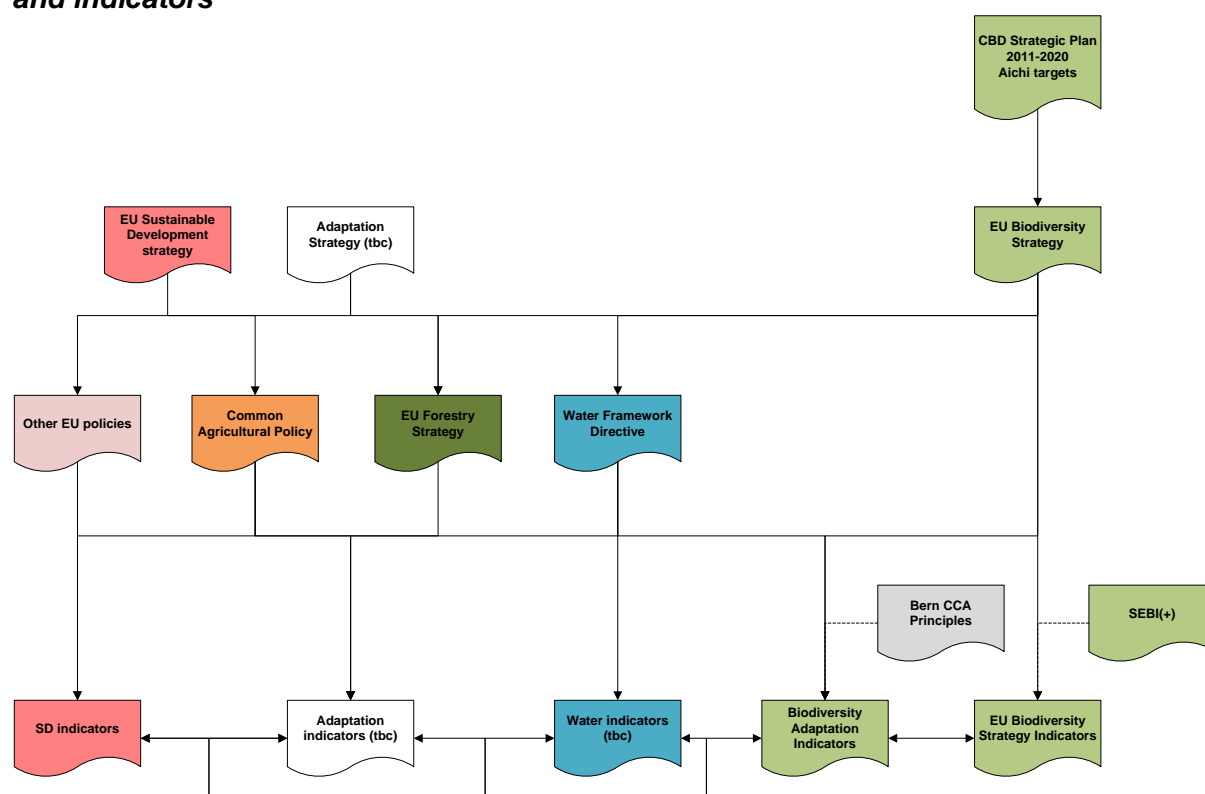 and indicators
CBD Strategic Plan
2011-2020
Aichi targets
EU Sustainable
Development
strategy
Adaptation
Strategy (tbc)
EU Biodiversity
Strategy
Other EU policies
Common
Agricultural Policy
EU Forestry
Strategy
Water Framework
Directive
Bern CCA
Principles
SEBI(+)
SD indicators
Adaptation
indicators (tbc)
Water indicators
(tbc)
Biodiversity
Adaptation
Indicators
EU Biodiversity
Strategy Indicators